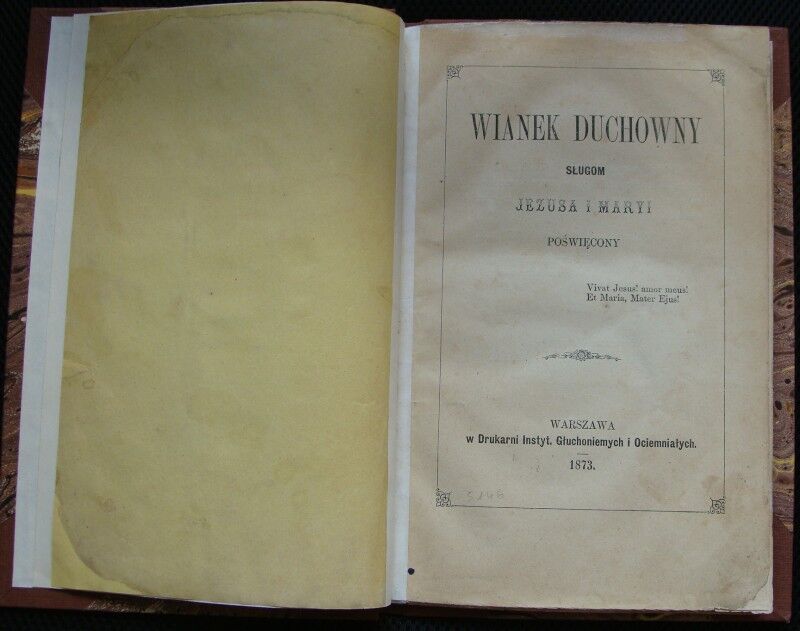 WIANEK DUCHOWNY
SŁUGOM
JEZUSA I MARYI
POŚWIĘCONY
Vivat Jesus! amor meus!
Et Maria, Mater Ejus!
WARSZAWA
w Drukarni Instyt. Głuchoniemych i Ociemniałych.
1873.